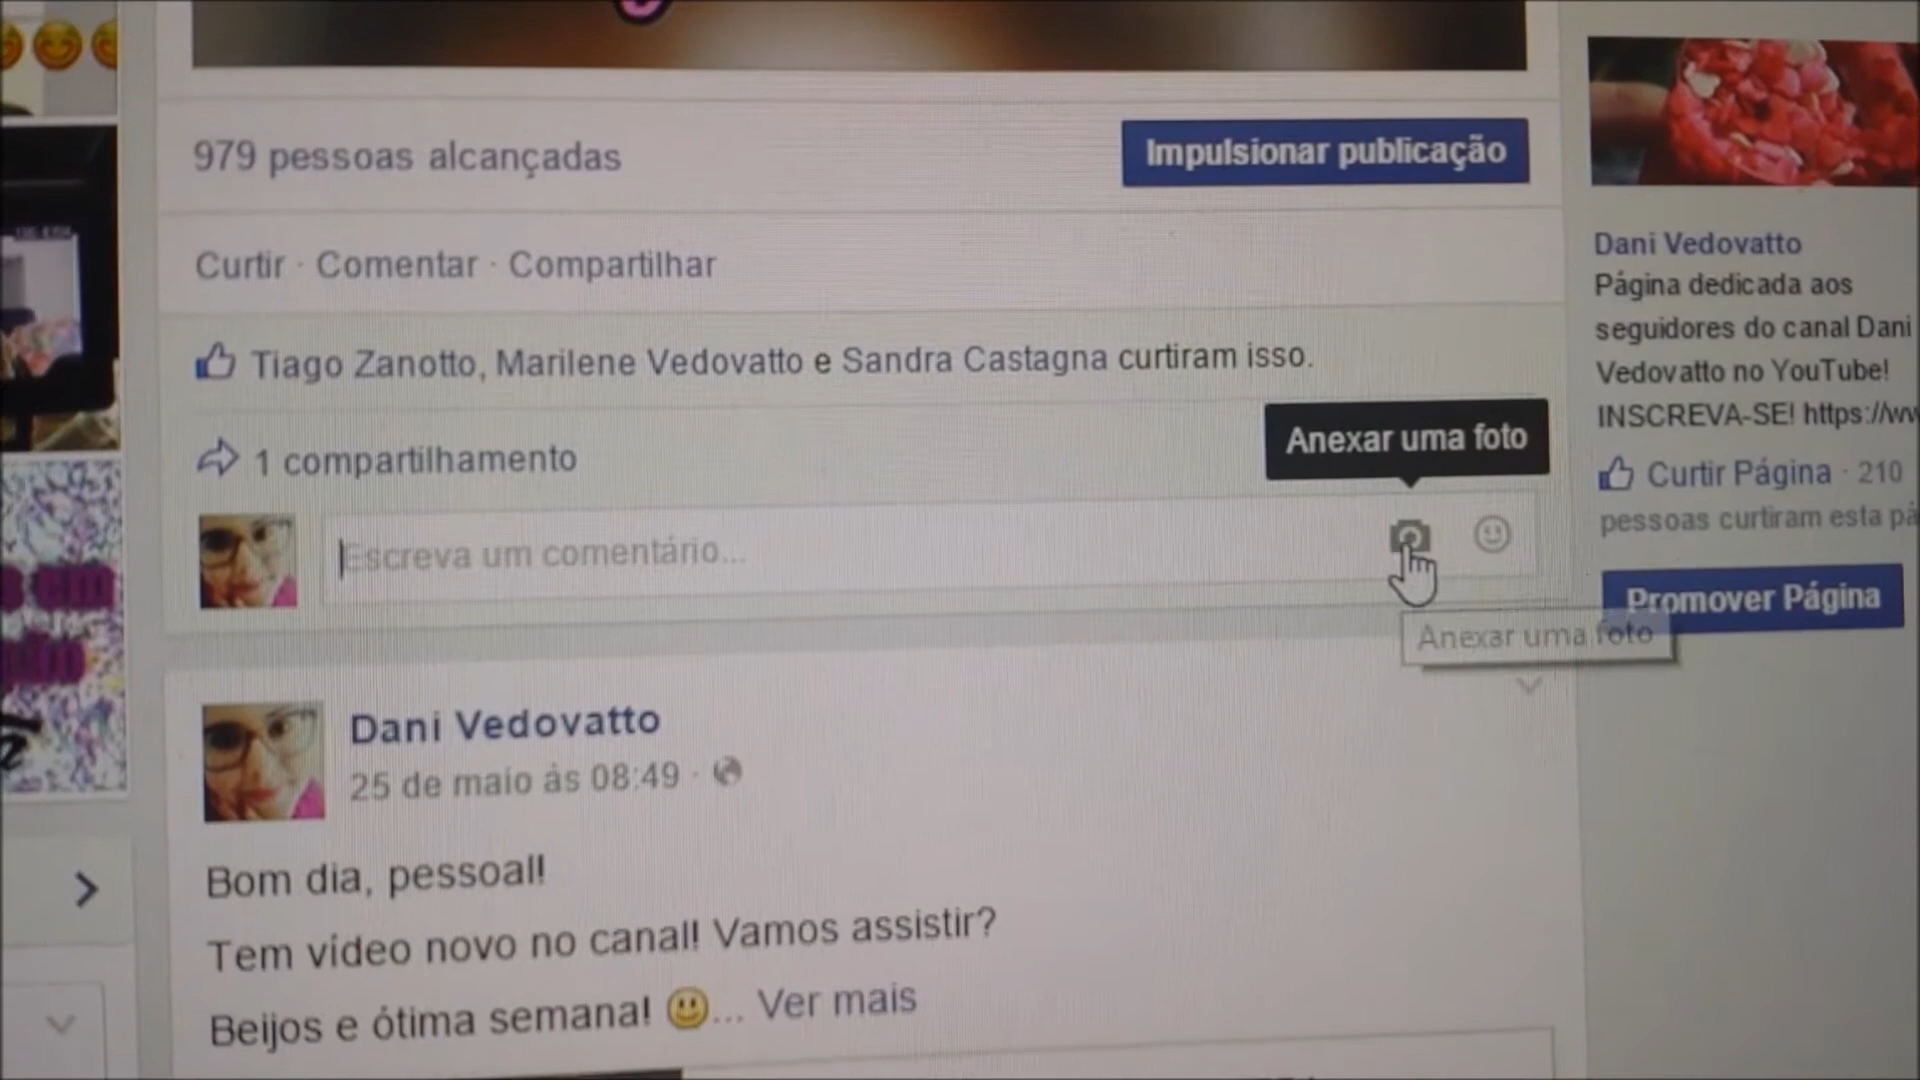 979 pessoas alcançadas
Impulsionar publicação
Curtir · Comentar · Compartilhar
Tiago Zanotto, Marilene Vedovatto e Sandra Castagna curtiram isso.
1 compartilhamento
Anexar uma foto
Escreva um comentário...
Anexar uma foto
Dani Vedovatto
25 de maio às 08:49 ·
Bom dia, pessoal!
Tem vídeo novo no canal! Vamos assistir?
Beijos e ótima semana! ... Ver mais
Dani Vedovatto
Página dedicada aos
seguidores do canal Dani
Vedovatto no YouTube!
INSCREVA-SE! https://
Curtir Página · 210
pessoas curtiram esta
Promover Página
em